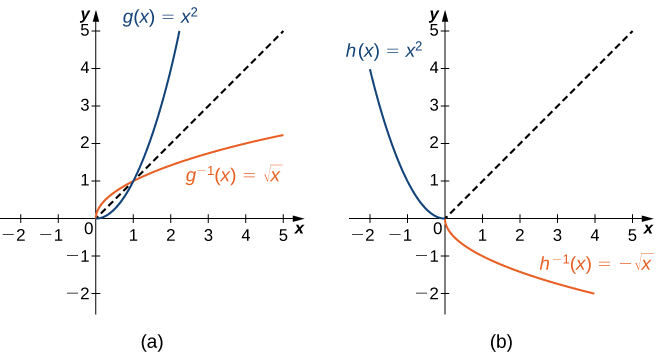 y
g(x) = x²
5
4
3
2
1
g⁻¹(x) = √x
−2 −1 0 1 2 3 4 5 x
−1
−2
(a)
y
5
h(x) = x²
4
3
2
1
−2 −1 0 1 2 3 4 5 x
−1
h⁻¹(x) = −√x
−2
(b)